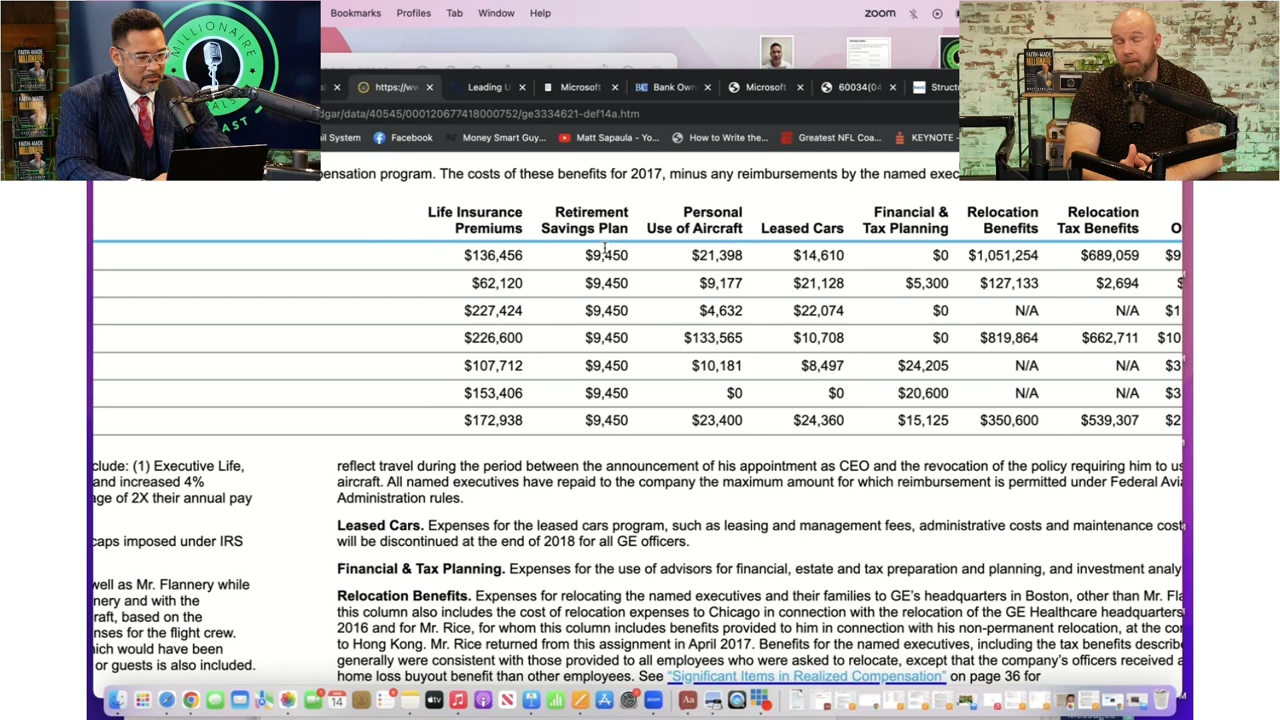 Bookmarks Profiles Tab Window Help
zoom
MILLIONAIRE
FAITH-MADE
MILLIONAIRE
https://ww Leading U Microsoft Bank Own Microsoft 60034(04 Struct
dgar/data/40545/000120677418000752/ge3334621-def14a.htm
il System Facebook Money Smart Guy... Matt Sapaula - Yo... How to Write the... Greatest NFL Coa... KEYNOTE
pensation program. The costs of these benefits for 2017, minus any reimbursements by the named exec
Life Insurance Premiums Retirement Savings Plan Personal Use of Aircraft Leased Cars Financial & Tax Planning Relocation Benefits Relocation Tax Benefits O
$136,456 $9,450 $21,398 $14,610 $0 $1,051,254 $689,059 $9
$62,120 $9,450 $9,177 $21,128 $5,300 $127,133 $2,694 $
$227,424 $9,450 $4,632 $22,074 $0 N/A N/A $1
$226,600 $9,450 $133,565 $10,708 $0 $819,864 $662,711 $10
$107,712 $9,450 $10,181 $8,497 $24,205 N/A N/A $3
$153,406 $9,450 $0 $0 $20,600 N/A N/A $3
$172,938 $9,450 $23,400 $24,360 $15,125 $350,600 $539,307 $2
clude: (1) Executive Life,
and increased 4%
age of 2X their annual pay
caps imposed under IRS
well as Mr. Flannery while
nery and with the
raft, based on the
nses for the flight crew.
hich would have been
or guests is also included.
reflect travel during the period between the announcement of his appointment as CEO and the revocation of the policy requiring him to us
aircraft. All named executives have repaid to the company the maximum amount for which reimbursement is permitted under Federal Avia
Administration rules.
Leased Cars. Expenses for the leased cars program, such as leasing and management fees, administrative costs and maintenance cost
will be discontinued at the end of 2018 for all GE officers.
Financial & Tax Planning. Expenses for the use of advisors for financial, estate and tax preparation and planning, and investment analy
Relocation Benefits. Expenses for relocating the named executives and their families to GE's headquarters in Boston, other than Mr. Fla
this column also includes the cost of relocation expenses to Chicago in connection with the relocation of the GE Healthcare headquarters
2016 and for Mr. Rice, for whom this column includes benefits provided to him in connection with his non-permanent relocation, at the cor
to Hong Kong. Mr. Rice returned from this assignment in April 2017. Benefits for the named executives, including the tax benefits describe
generally were consistent with those provided to all employees who were asked to relocate, except that the company's officers received a
home loss buyout benefit than other employees. See "Significant Items in Realized Compensation" on page 36 for